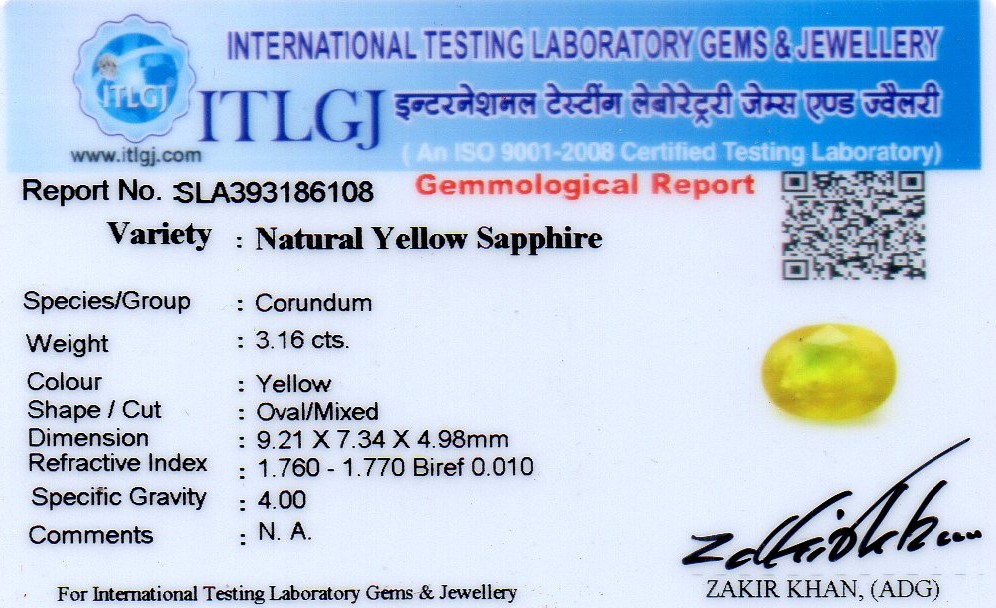 INTERNATIONAL TESTING LABORATORY GEMS & JEWELLERY
ITLGJ
ITLGJ
इन्टरनेशनल टेस्टींग लेबोरेट्ररी जेम्स एण्ड ज्वैलरी
www.itlgj.com
( An ISO 9001-2008 Certified Testing Laboratory)
Report No. :SLA393186108
Gemmological Report
Variety : Natural Yellow Sapphire
Species/Group : Corundum
Weight : 3.16 cts.
Colour : Yellow
Shape / Cut : Oval/Mixed
Dimension : 9.21 X 7.34 X 4.98mm
Refractive Index : 1.760 - 1.770 Biref 0.010
Specific Gravity : 4.00
Comments : N. A.
For International Testing Laboratory Gems & Jewellery
ZAKIR KHAN, (ADG)